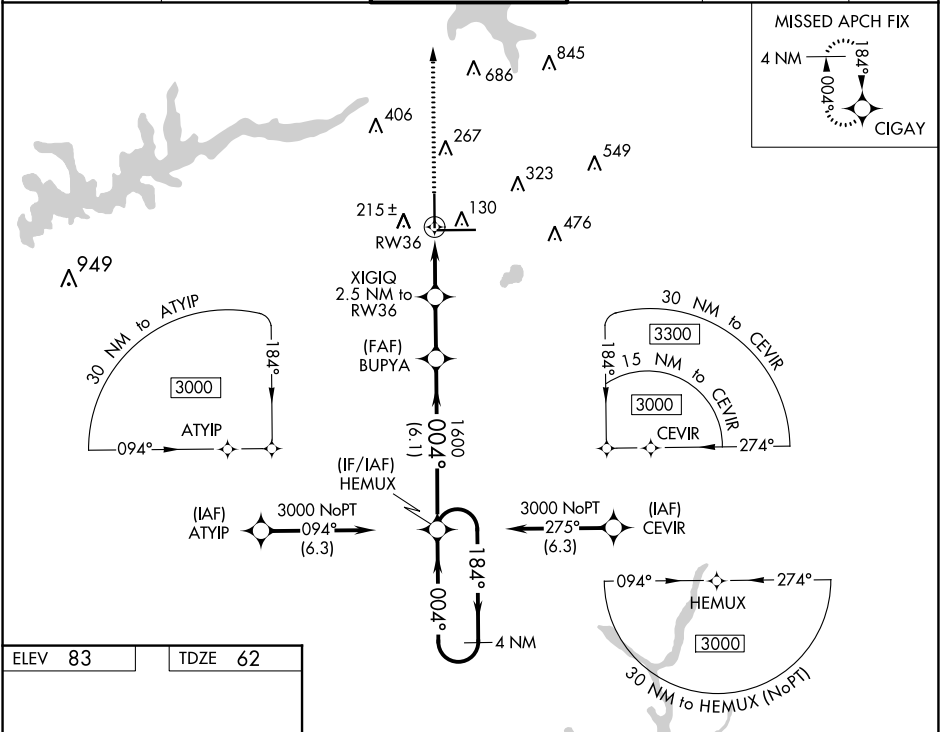 MISSED APCH FIX
4 NM
184°
004°
CIGAY
845
686
406
267
549
323
215±
130
476
RW36
949
XIGIQ
2.5 NM to
RW36
30 NM to ATYIP
184°
3000
ATYIP
094°
(FAF)
BUPYA
30 NM to CEVIR
3300
184°
15 NM to CEVIR
3000
CEVIR
274°
1600
004°
(6.1)
(IF/IAF)
HEMUX
(IAF)
ATYIP
3000 NoPT
094°
(6.3)
3000 NoPT
275°
(6.3)
(IAF)
CEVIR
184°
004°
4 NM
094°
274°
HEMUX
3000
30 NM to HEMUX (NoPT)
ELEV 83
TDZE 62